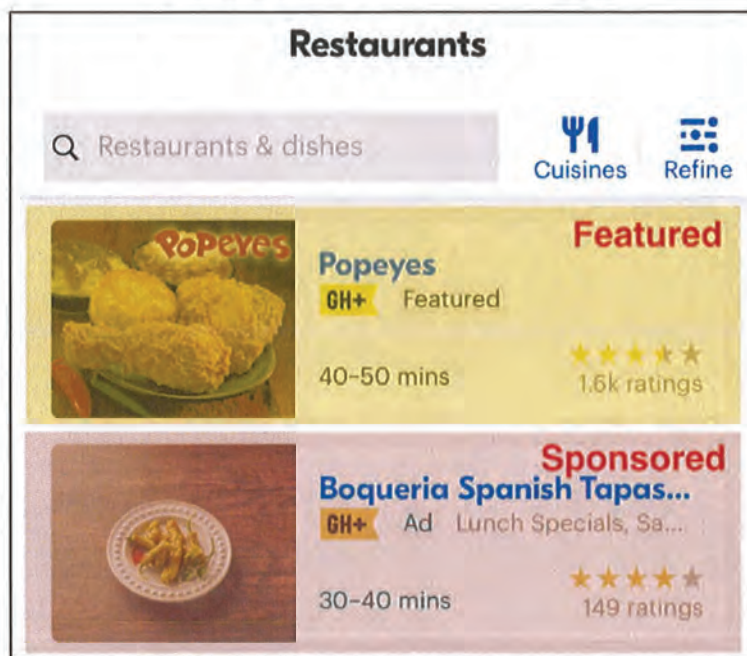 Restaurants
Restaurants & dishes
Cuisines
Refine
POPEYES
Featured
Popeyes
GH+ Featured
40-50 mins
1.6k ratings
Sponsored
Boqueria Spanish Tapas...
GH+ Ad Lunch Specials, Sa...
30-40 mins
149 ratings